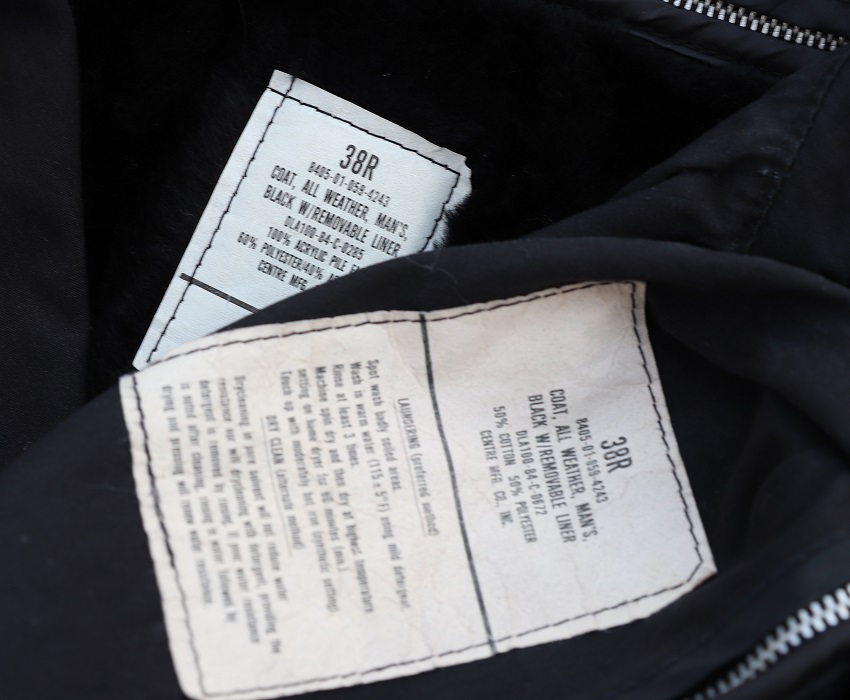 38R
8405-01-059-4243
COAT, ALL WEATHER, MAN'S,
BLACK W/REMOVABLE LINER
DLA100-84-C-0265
100% ACRYLIC PILE
60% POLYESTER/40%
CENTRE MFG.
38R
8405-01-059-4243
COAT, ALL WEATHER, MAN'S,
BLACK W/REMOVABLE LINER
DLA100-84-C-0672
50% COTTON 50% POLYESTER
CENTRE MFR. CO., INC.
LAUNDERING (preferred method)
Spot wash badly soiled areas.
Wash in warm water (115 ± 5°F) using mild detergent.
Rinse at least 3 times.
Machine spin dry and then dry at highest temperature
setting on home dryer for 60 minutes (min.)
Touch up with moderately hot iron (synthetic setting)
DRY CLEAN (alternate method)
Drycleaning in pure solvent will not reduce water
resistance nor will drycleaning with detergent, providing the
detergent is removed by rinsing. If poor water resistance
is noted after cleaning, rinsing in water followed by
drying and pressing will renew water resistance.